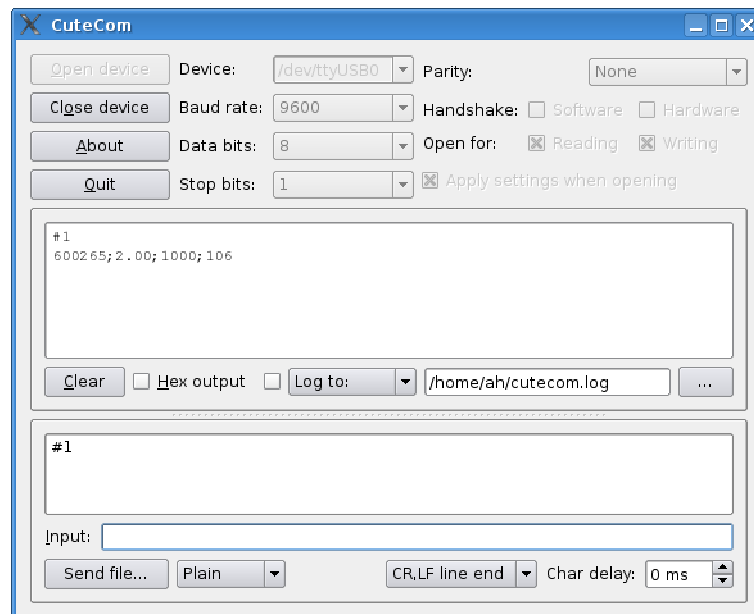 CuteCom
Open device Device: /dev/ttyUSB0 Parity: None
Close device Baud rate: 9600 Handshake: Software Hardware
About Data bits: 8 Open for: Reading Writing
Quit Stop bits: 1 Apply settings when opening
#1
600265;2.00;1000;106
Clear Hex output Log to: /home/ah/cutecom.log ...
#1
Input:
Send file... Plain CR,LF line end Char delay: 0 ms